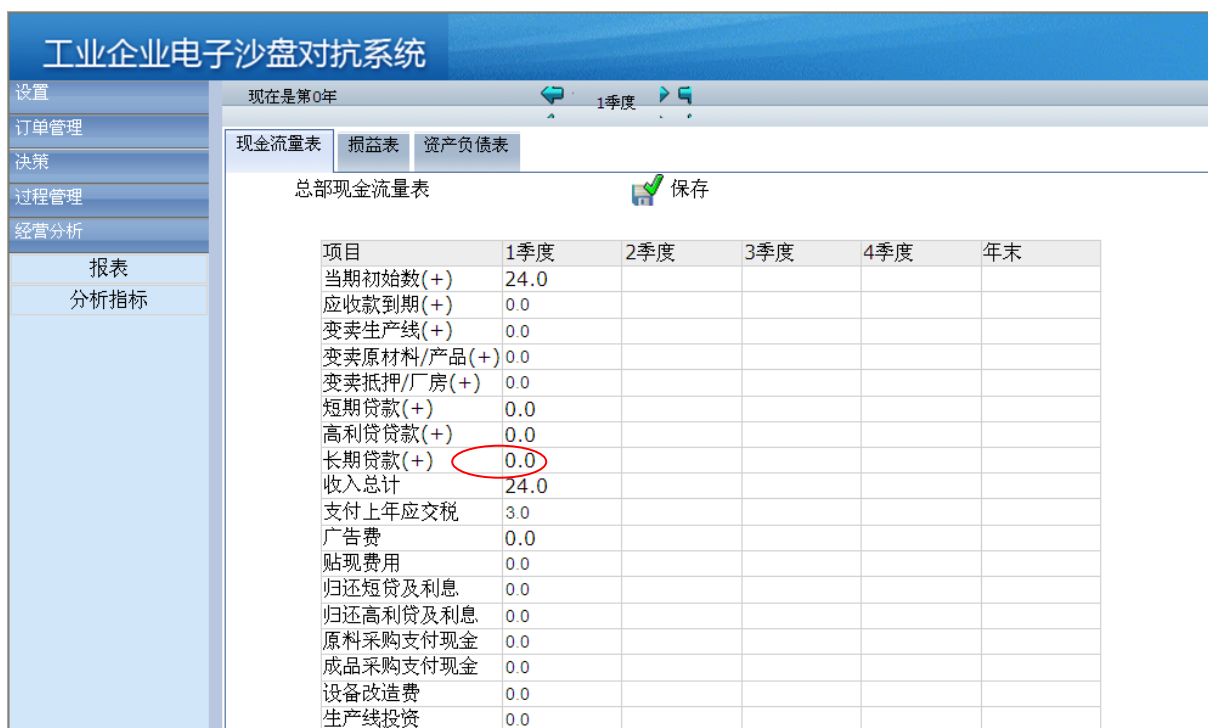 工业企业电子沙盘对抗系统
设置
现在是第0年 1季度
订单管理
现金流量表 损益表 资产负债表
决策
总部现金流量表 保存
过程管理
经营分析
报表
分析指标
项目 1季度 2季度 3季度 4季度 年末
当期初始数(+) 24.0
应收款到期(+) 0.0
变卖生产线(+) 0.0
变卖原材料/产品(+) 0.0
变卖抵押/厂房(+) 0.0
短期贷款(+) 0.0
高利贷贷款(+) 0.0
长期贷款(+) 0.0
收入总计 24.0
支付上年应交税 3.0
广告费 0.0
贴现费用 0.0
归还短贷及利息 0.0
归还高利贷及利息 0.0
原料采购支付现金 0.0
成品采购支付现金 0.0
设备改造费 0.0
生产线投资 0.0